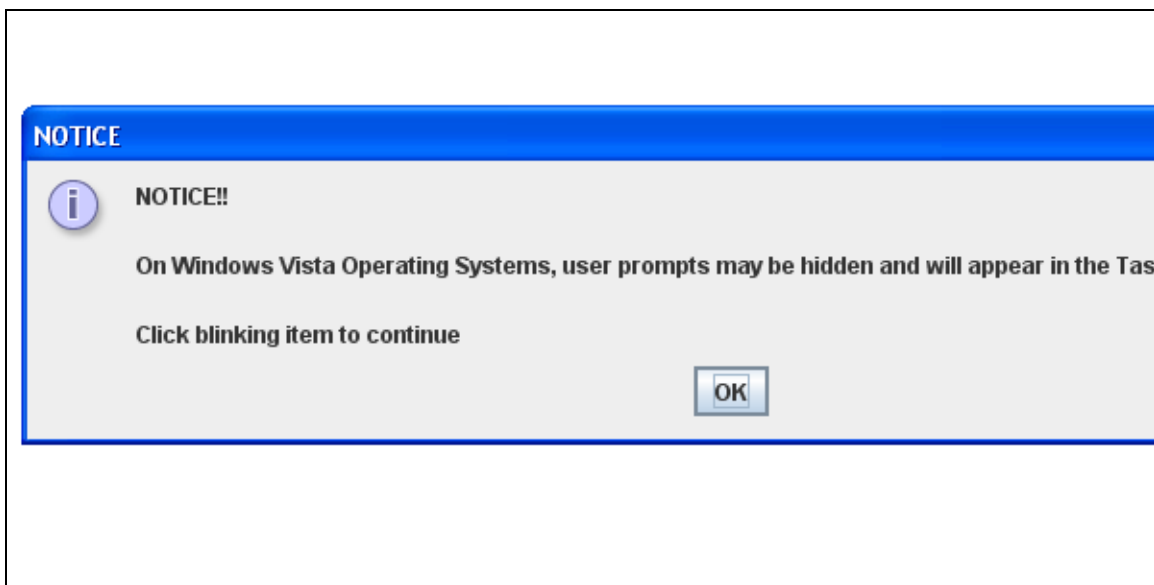 NOTICE
NOTICE!!
On Windows Vista Operating Systems, user prompts may be hidden and will appear in the Tas
Click blinking item to continue
OK